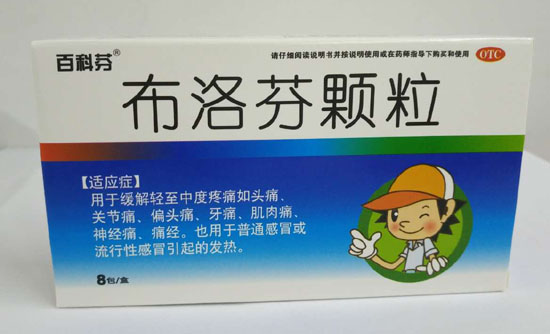 百科芬®
请仔细阅读说明书并按说明使用或在药师指导下购买和使用
OTC
布洛芬颗粒
【适应症】
用于缓解轻至中度疼痛如头痛、
关节痛、偏头痛、牙痛、肌肉痛、
神经痛、痛经。也用于普通感冒或
流行性感冒引起的发热。
8包/盒